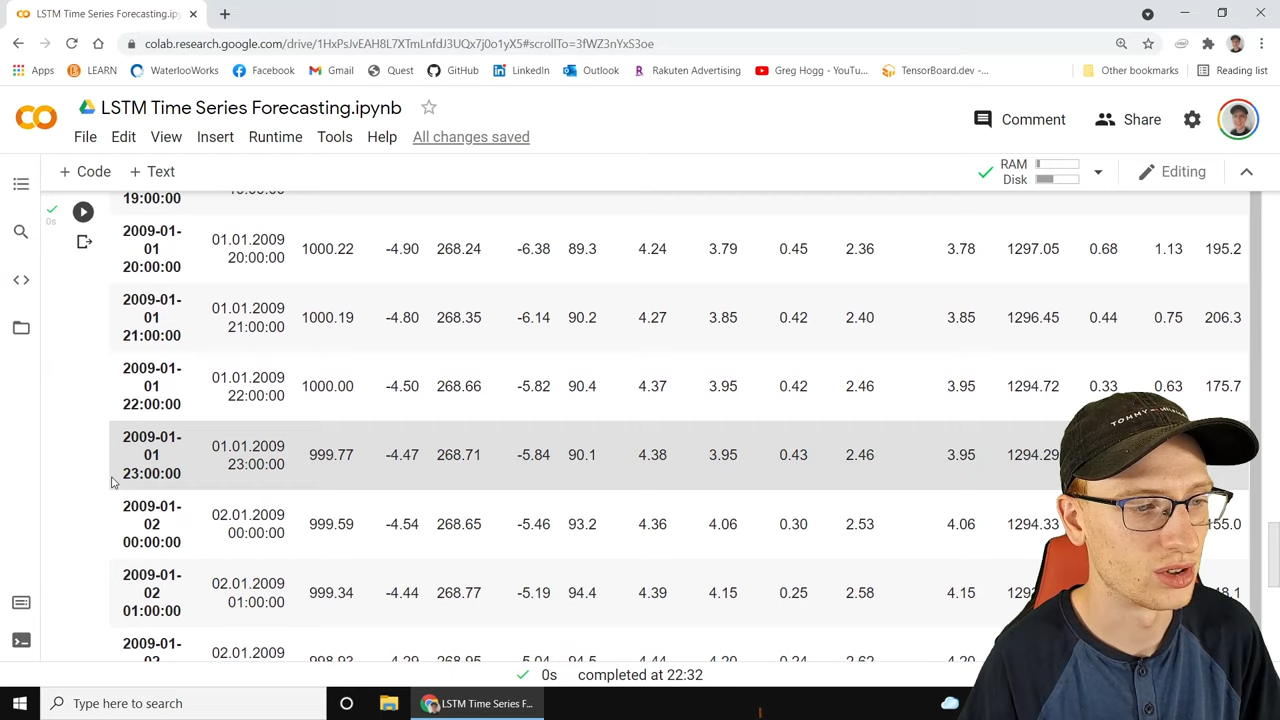 LSTM Time Series Forecasting.ip
colab.research.google.com/drive/1HxPsJvEAH8L7XTmLnfdJ3UQx7j0o1yX5#scrollTo=3fWZ3nYxS3oe
Apps LEARN WaterlooWorks Facebook Gmail Quest GitHub LinkedIn Outlook Rakuten Advertising Greg Hogg - YouTu... TensorBoard.dev -... Other bookmarks Reading list
LSTM Time Series Forecasting.ipynb
Comment Share
File Edit View Insert Runtime Tools Help All changes saved
+ Code + Text RAM Disk Editing
19:00:00
0s
2009-01-01 20:00:00 01.01.2009 20:00:00 1000.22 -4.90 268.24 -6.38 89.3 4.24 3.79 0.45 2.36 3.78 1297.05 0.68 1.13 195.2
2009-01-01 21:00:00 01.01.2009 21:00:00 1000.19 -4.80 268.35 -6.14 90.2 4.27 3.85 0.42 2.40 3.85 1296.45 0.44 0.75 206.3
2009-01-01 22:00:00 01.01.2009 22:00:00 1000.00 -4.50 268.66 -5.82 90.4 4.37 3.95 0.42 2.46 3.95 1294.72 0.33 0.63 175.7
2009-01-01 23:00:00 01.01.2009 23:00:00 999.77 -4.47 268.71 -5.84 90.1 4.38 3.95 0.43 2.46 3.95 1294.29
2009-01-02 00:00:00 02.01.2009 00:00:00 999.59 -4.54 268.65 -5.46 93.2 4.36 4.06 0.30 2.53 4.06 1294.33
2009-01-02 01:00:00 02.01.2009 01:00:00 999.34 -4.44 268.77 -5.19 94.4 4.39 4.15 0.25 2.58 4.15
TOMMY HILFIGER
0s completed at 22:32
Type here to search LSTM Time Series F...